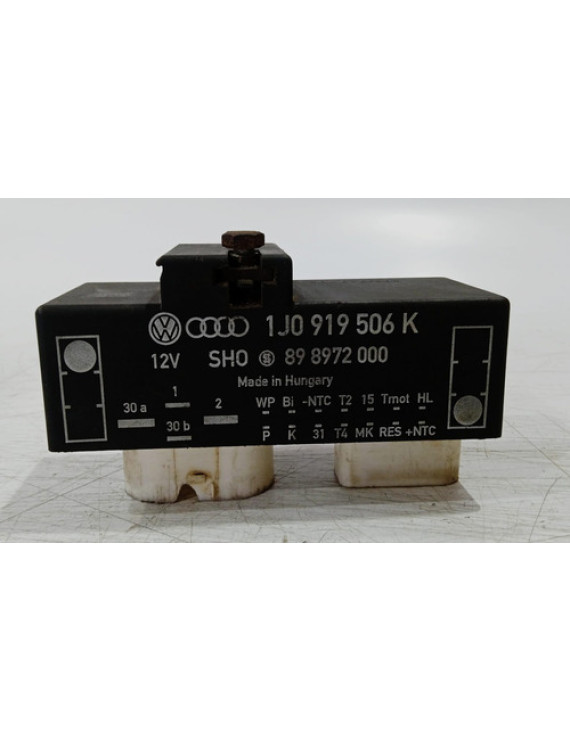 1J0 919 506 K
12V SHO 89 8972 000
Made in Hungary
1 WP Bi -NTC T2 15 Tmot HL
30 a 2
30 b P K 31 T4 MK RES +NTC